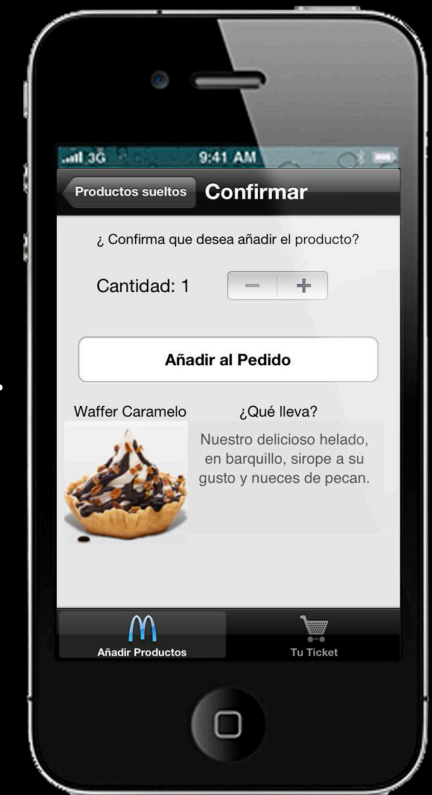 3G 9:41 AM
Productos sueltos Confirmar
¿ Confirma que desea añadir el producto?
Cantidad: 1 − +
Añadir al Pedido
Waffer Caramelo ¿Qué lleva?
Nuestro delicioso helado,
en barquillo, sirope a su
gusto y nueces de pecan.
Añadir Productos Tu Ticket